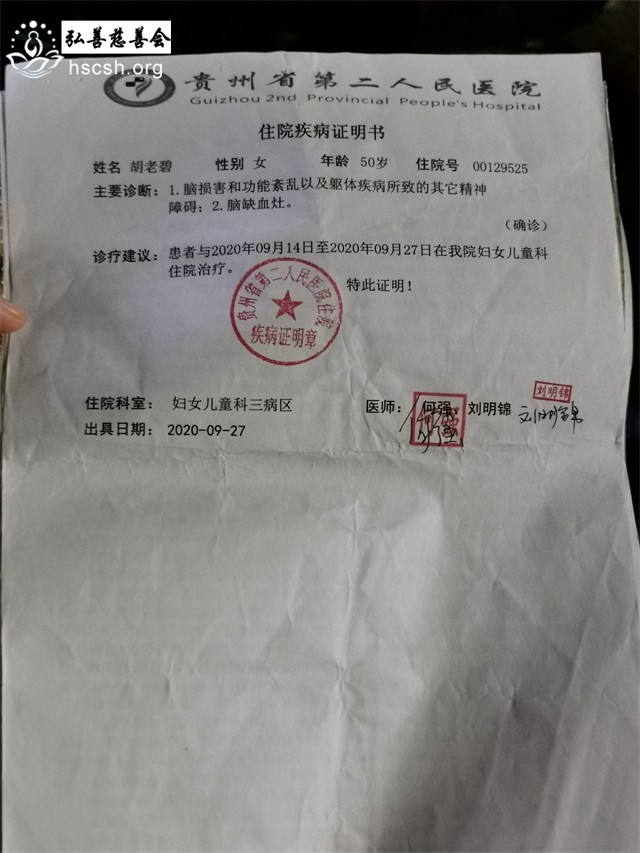 弘善慈善会
hscsh.org
贵州省第二人民医院
Guizhou 2nd Provincial People's Hospital
住院疾病证明书
姓名 胡老碧 性别 女 年龄 50岁 住院号 00129525
主要诊断：1.脑损害和功能紊乱以及躯体疾病所致的其它精神
障碍；2.脑缺血灶。
（确诊）
诊疗建议：患者与2020年09月14日至2020年09月27日在我院妇女儿童科
住院治疗。
特此证明！
贵州省第二人民医院住院
疾病证明章
住院科室：妇女儿童科三病区 医师：何强，刘明锦
刘明锦
出具日期：2020-09-27